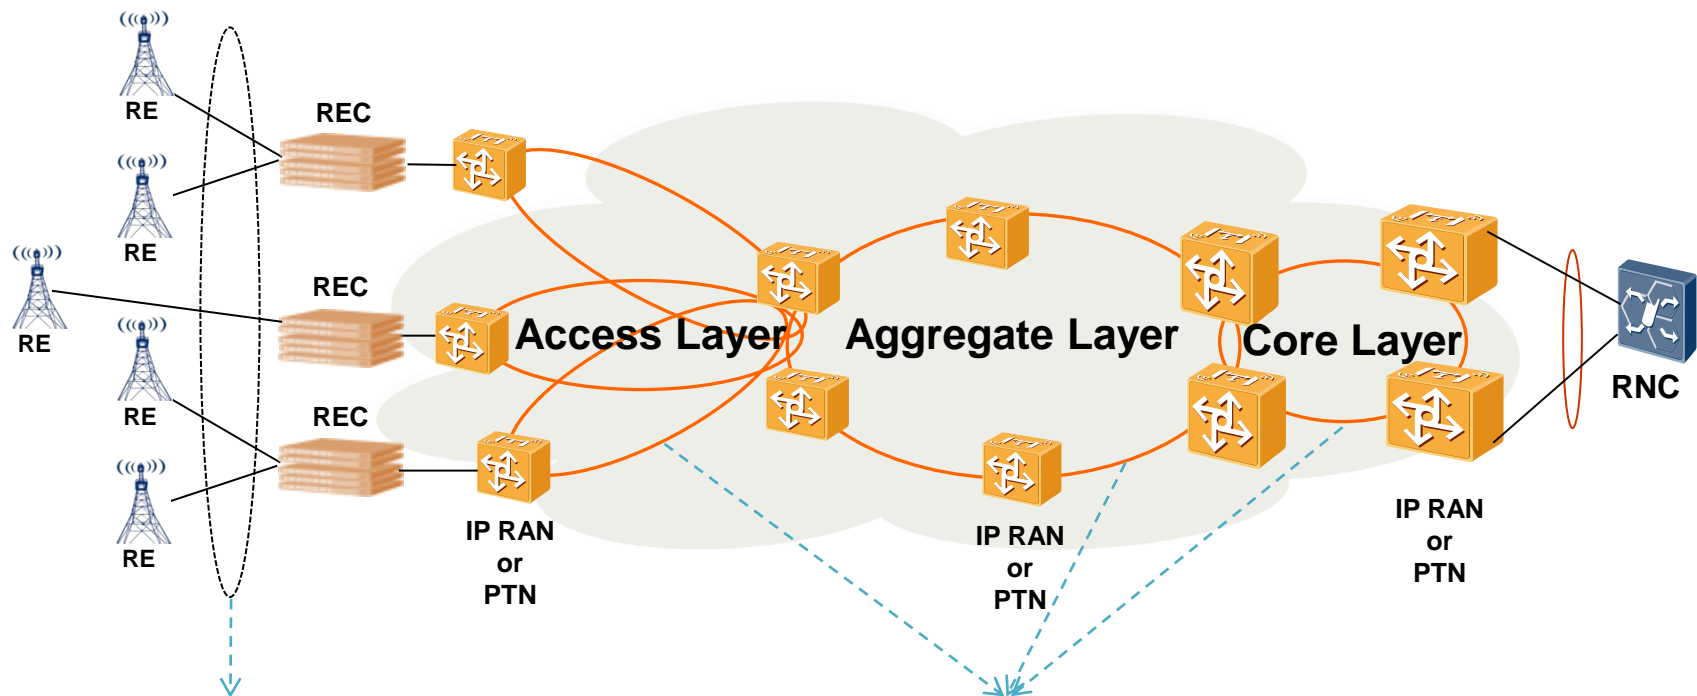 RE
REC
RE
RE
REC
Access Layer
Aggregate Layer
Core Layer
RNC
RE
REC
RE
IP RAN
or
PTN
IP RAN
or
PTN
IP RAN
or
PTN